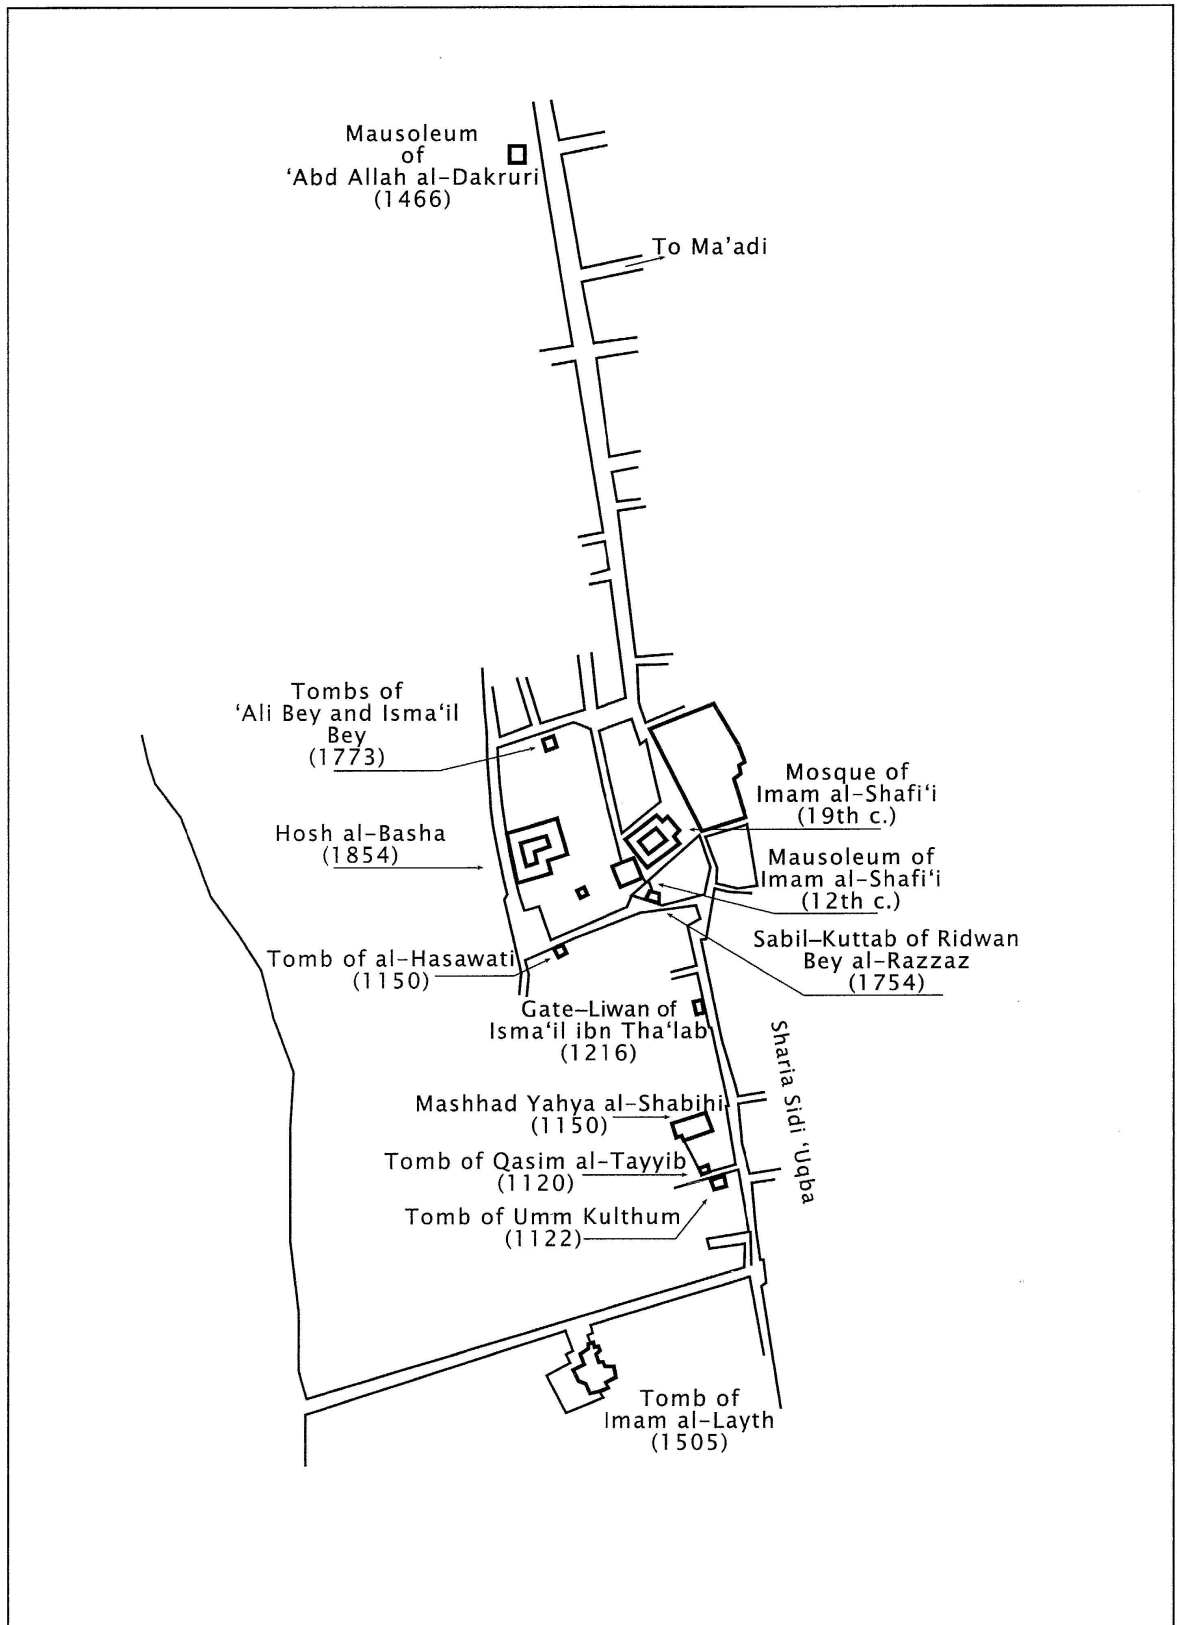 Mausoleum
of
‘Abd Allah al–Dakruri
(1466)
To Ma’adi
Tombs of
‘Ali Bey and Isma‘il
Bey
(1773)
Mosque of
Imam al–Shafi‘i
(19th c.)
Hosh al–Basha
(1854)
Mausoleum of
Imam al–Shafi‘i
(12th c.)
Sabil–Kuttab of Ridwan
Bey al–Razzaz
(1754)
Tomb of al–Hasawati
(1150)
Gate–Liwan of
Isma‘il ibn Tha‘lab
(1216)
Sharia Sidi ‘Uqba
Mashhad Yahya al–Shabihi
(1150)
Tomb of Qasim al–Tayyib
(1120)
Tomb of Umm Kulthum
(1122)
Tomb of
Imam al–Layth
(1505)